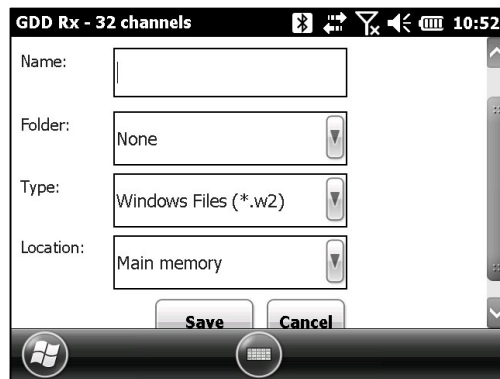 GDD Rx - 32 channels 10:52
Name:
Folder:
None
Type:
Windows Files (*.w2)
Location:
Main memory
Save Cancel